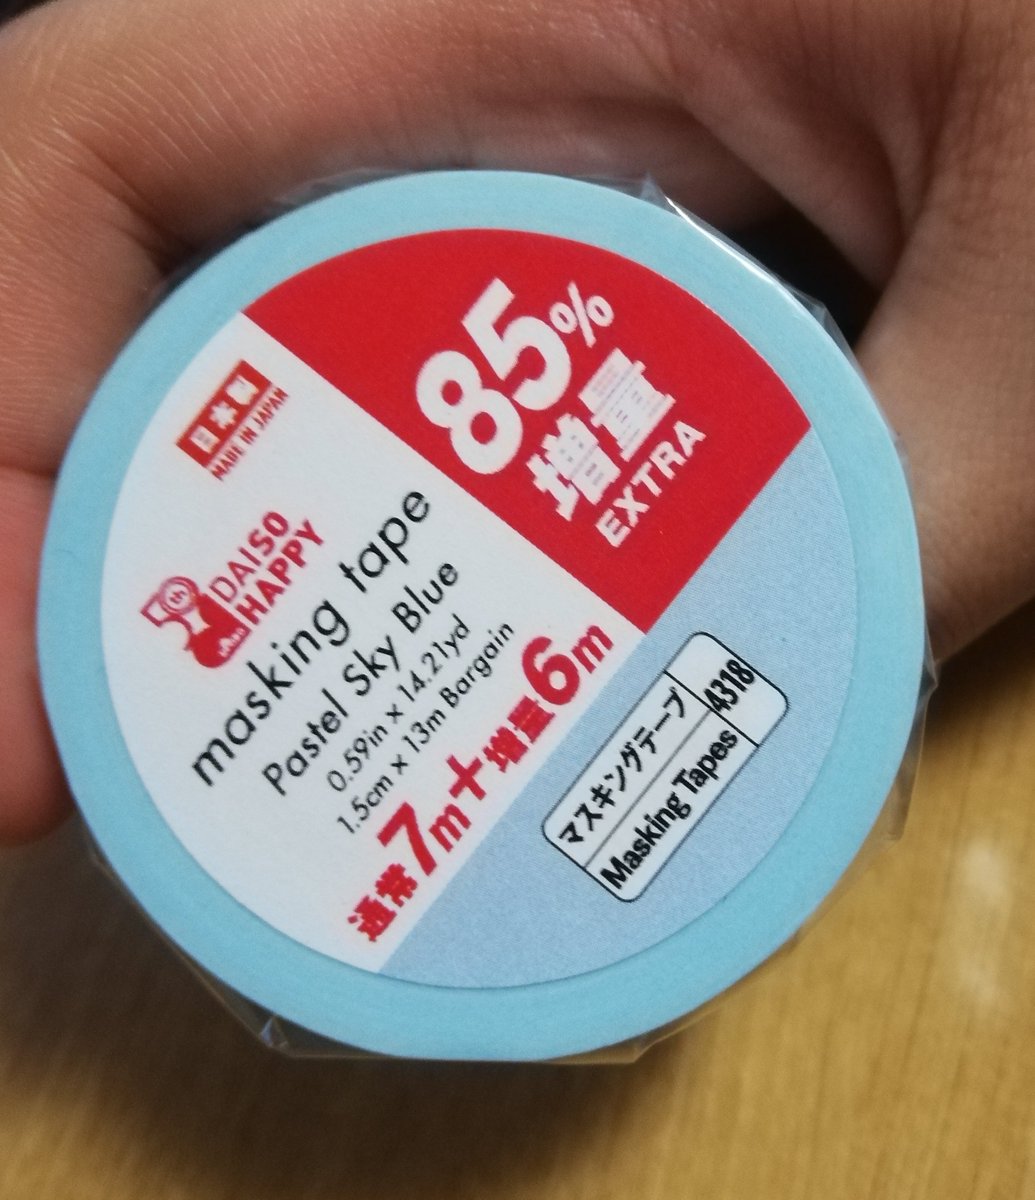 85%
増量
EXTRA
日本製
MADE IN JAPAN
DAISO
HAPPY
masking tape
Pastel Sky Blue
0.59in x 14.21yd
1.5cm x 13m Bargain
通常7m+増量6m
マスキングテープ
4318
Masking Tapes